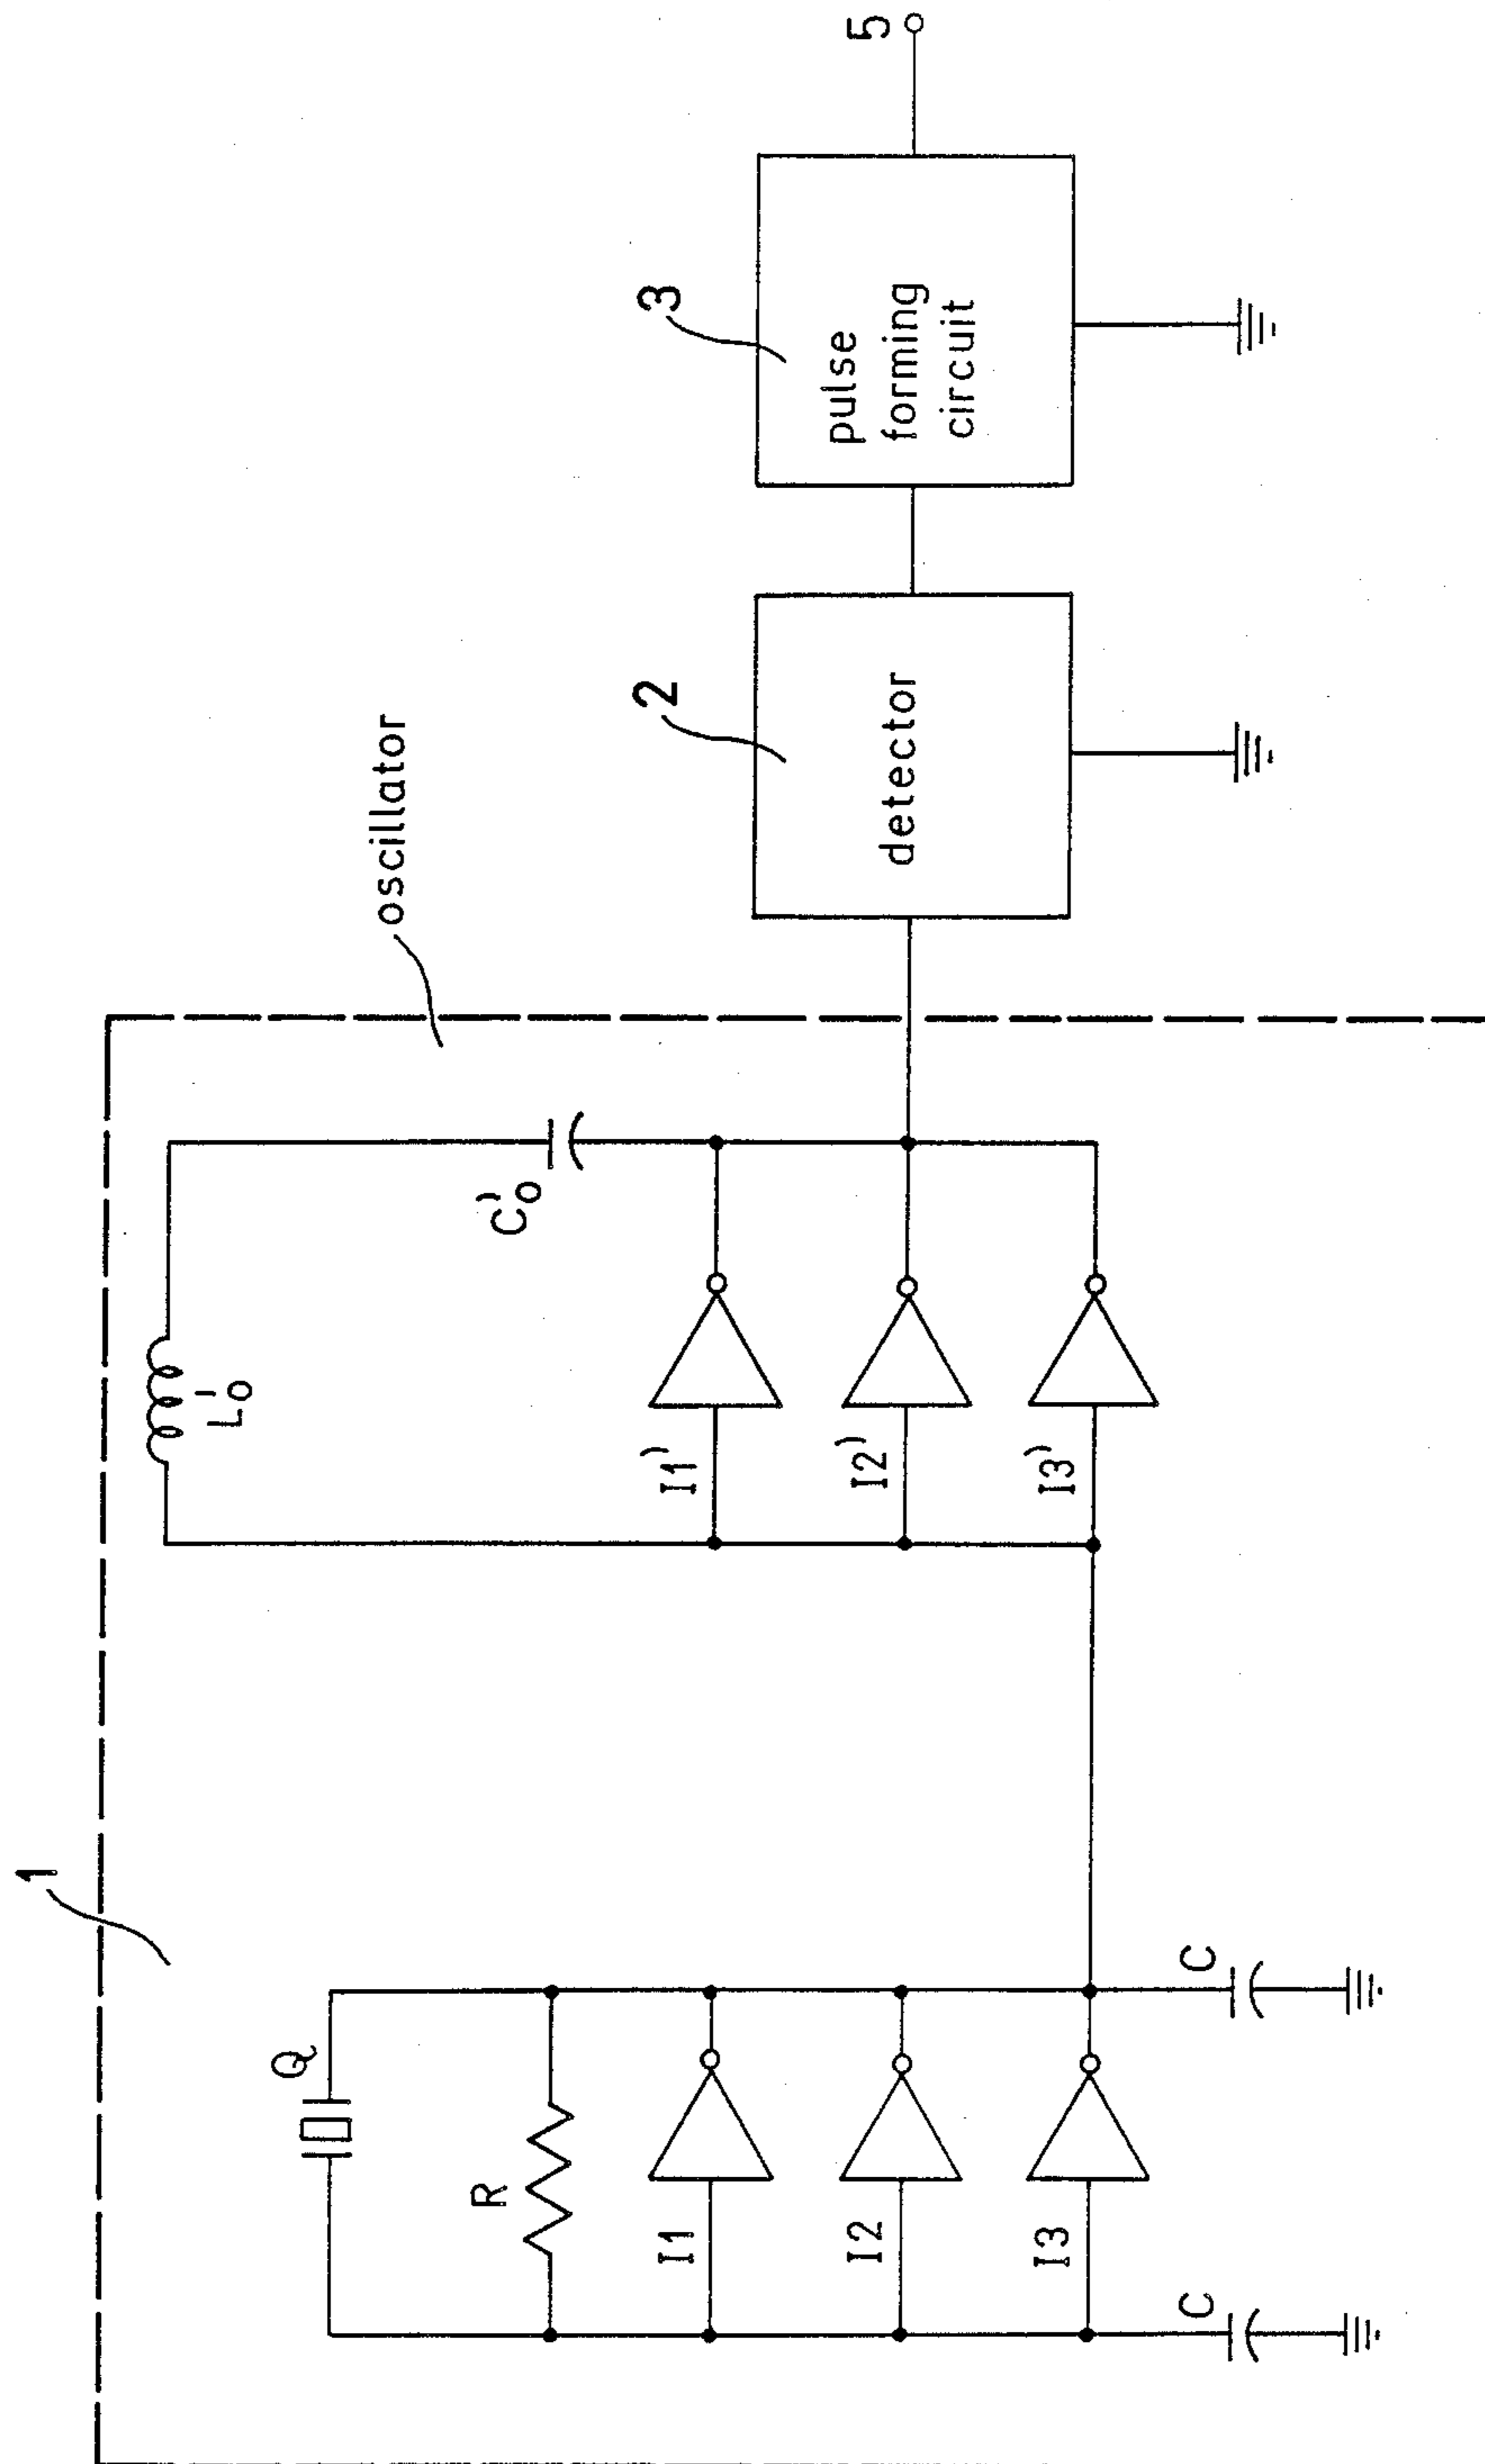 1
oscillator
Q
R
I1
I2
I3
C
C
L'o
C'o
I1'
I2'
I3'
2
detector
3
pulse
forming
circuit
5